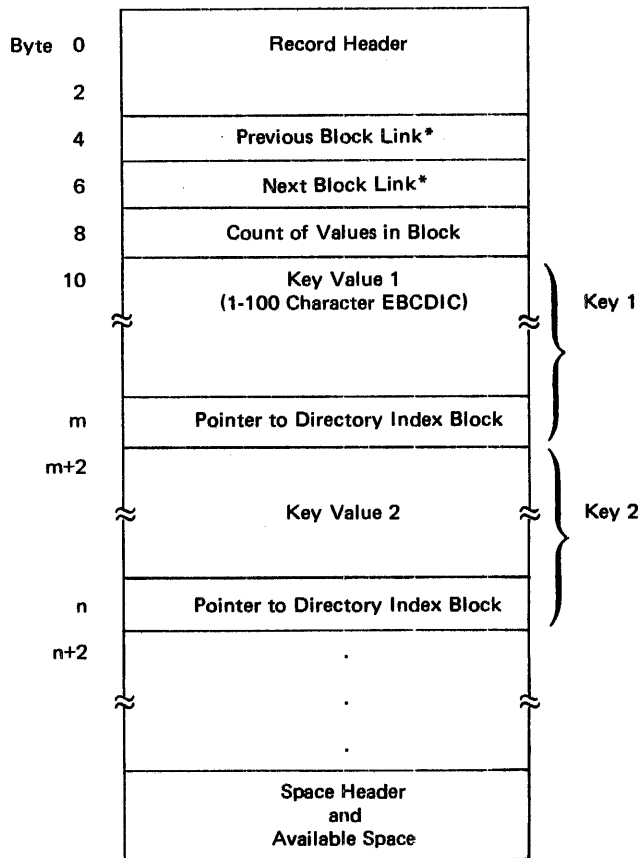 Byte 0 Record Header
2
4 Previous Block Link*
6 Next Block Link*
8 Count of Values in Block
10 Key Value 1
(1-100 Character EBCDIC) Key 1
m Pointer to Directory Index Block
m+2
Key Value 2 Key 2
n Pointer to Directory Index Block
n+2 .
.
.
Space Header
and
Available Space